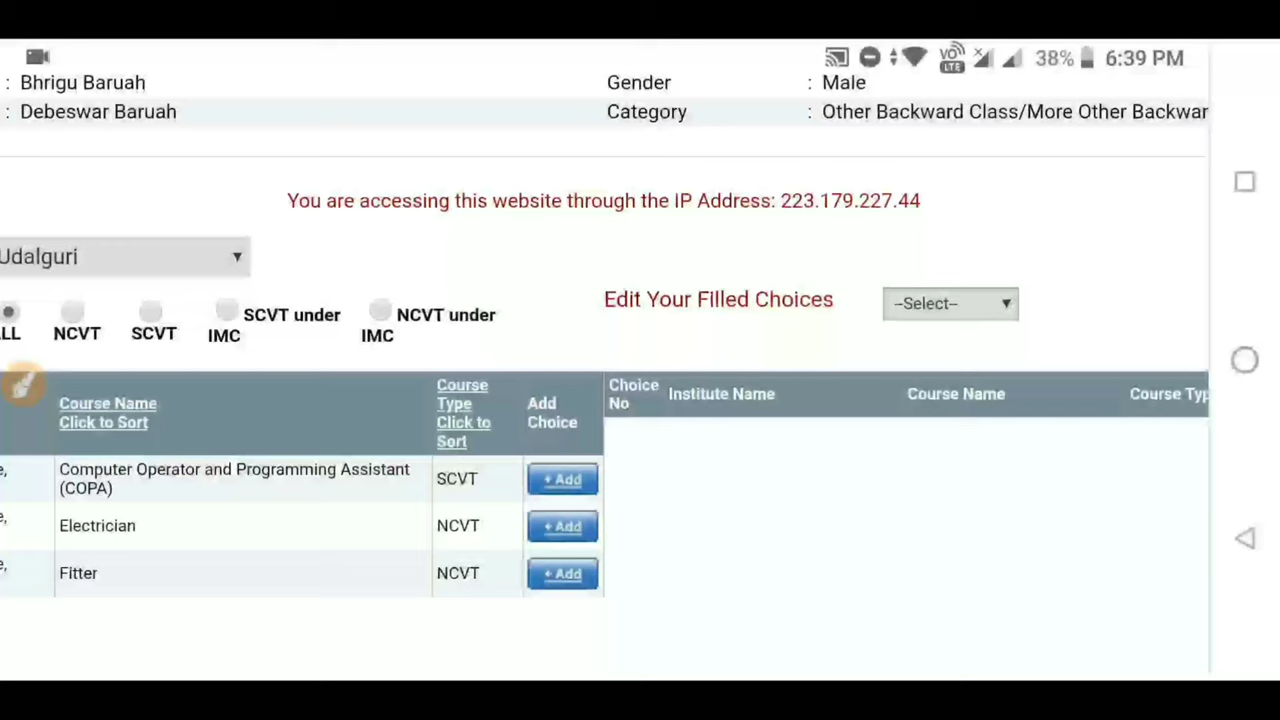 VO LTE 38% 6:39 PM
: Bhrigu Baruah Gender : Male
: Debeswar Baruah Category : Other Backward Class/More Other Backwar
You are accessing this website through the IP Address: 223.179.227.44
Udalguri
Edit Your Filled Choices --Select--
LL NCVT SCVT SCVT under IMC NCVT under IMC
Course Name Click to Sort Course Type Click to Sort Add Choice Choice No Institute Name Course Name Course Typ
e, Computer Operator and Programming Assistant (COPA) SCVT + Add
e, Electrician NCVT + Add
e, Fitter NCVT + Add